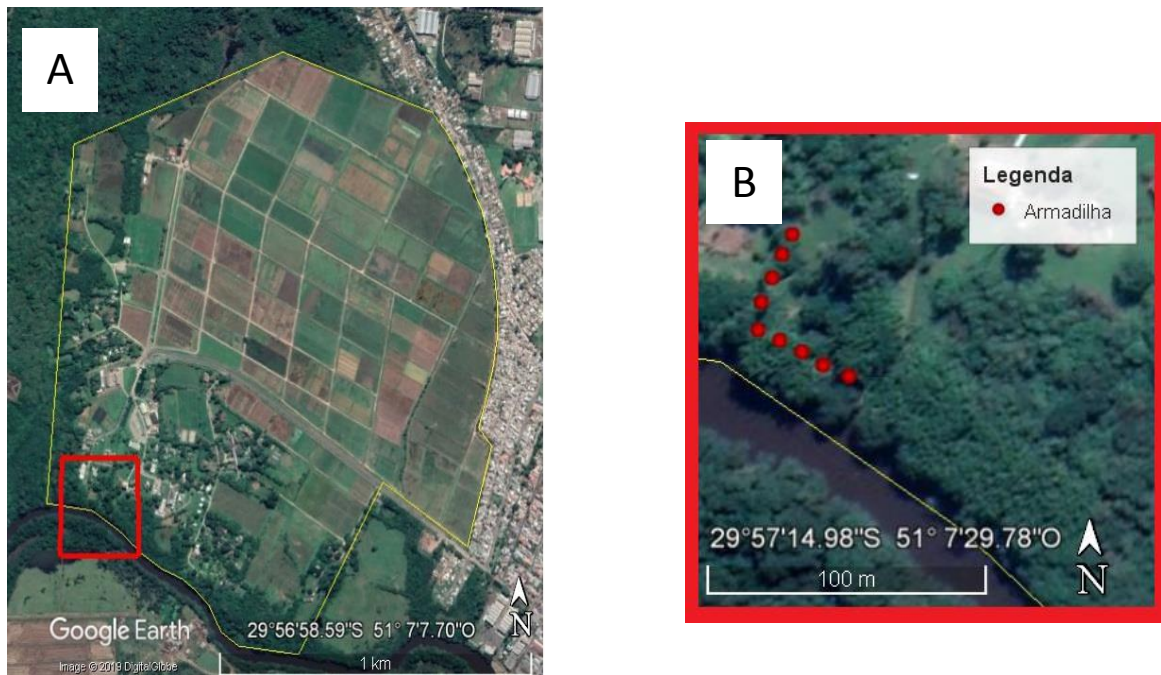 A
Google Earth
29°56'58.59"S 51° 7'7.70"O
N
Image © 2019 DigitalGlobe
1 km
B
Legenda
Armadilha
29°57'14.98"S 51° 7'29.78"O
N
100 m